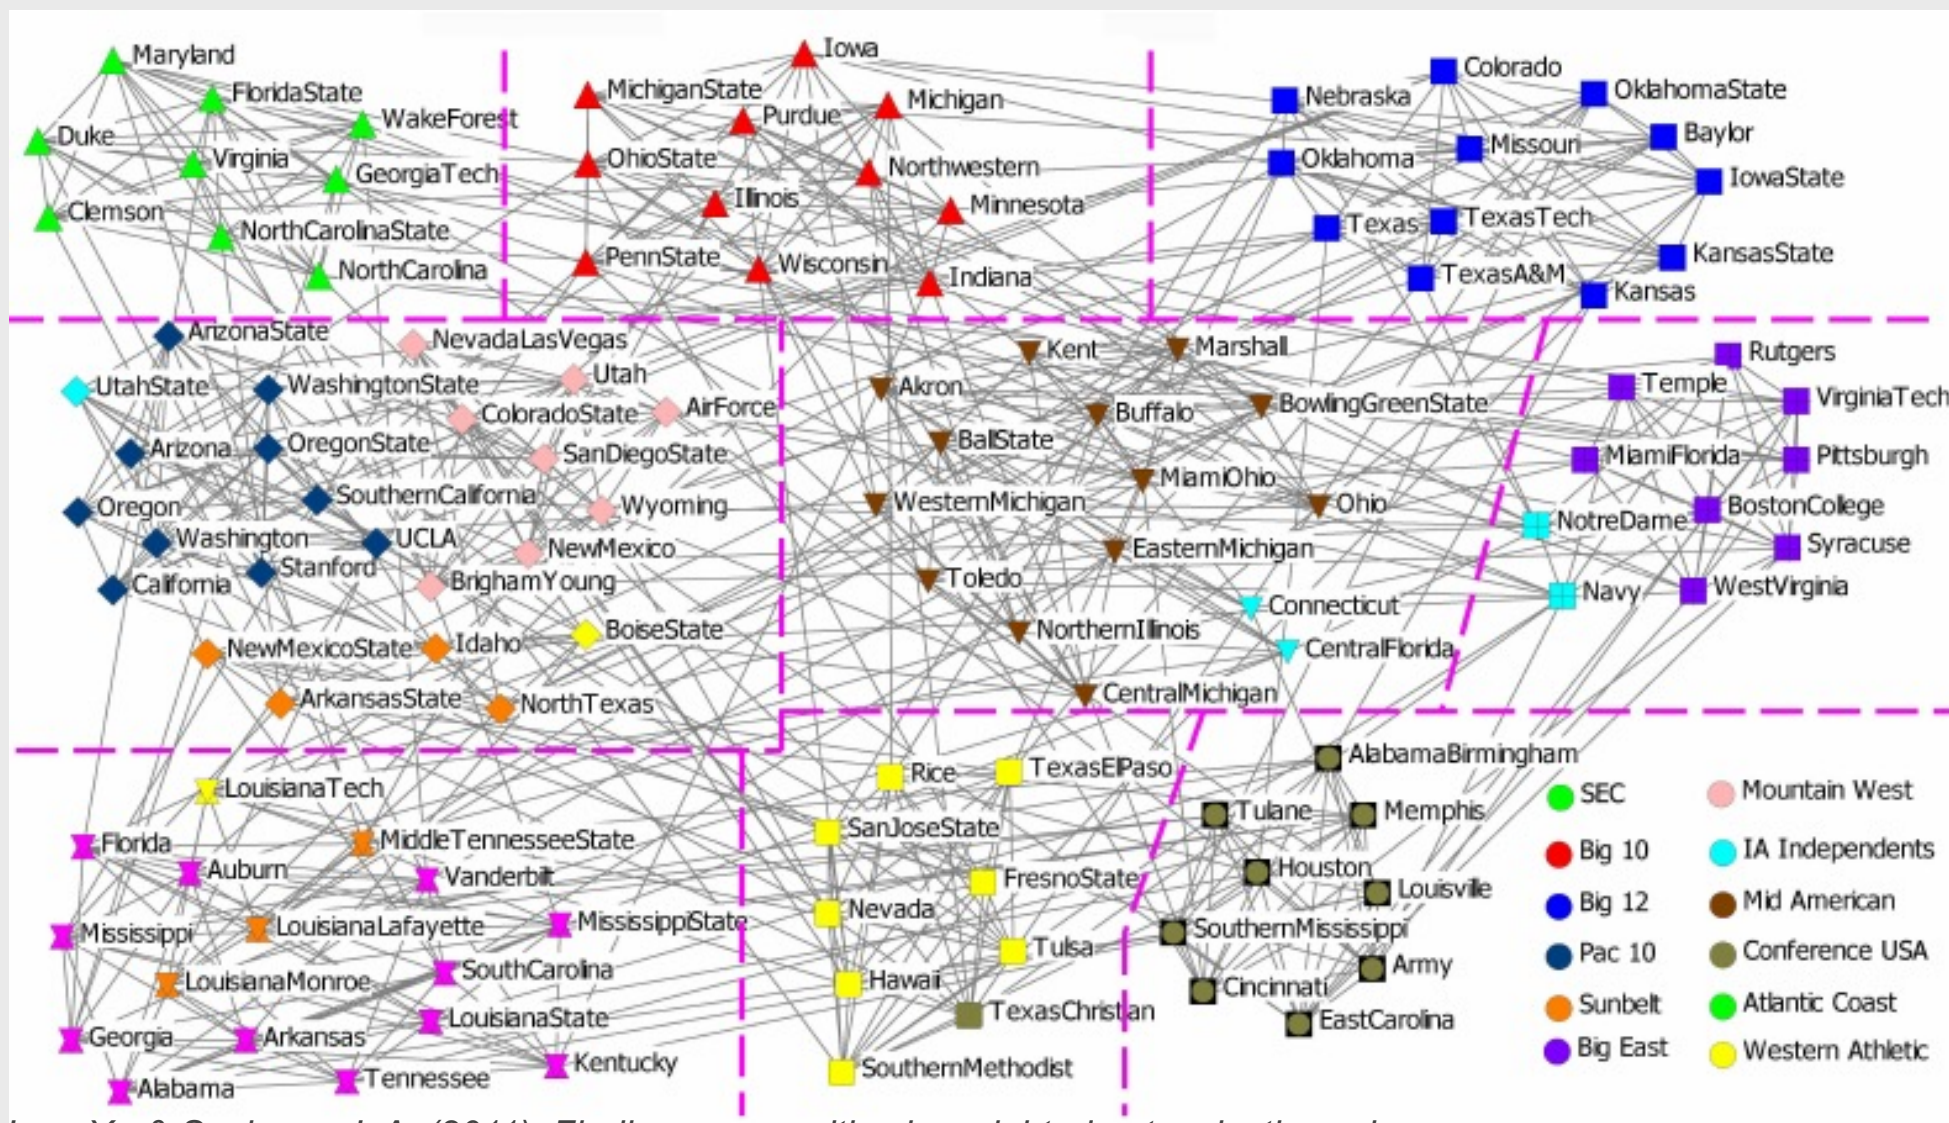 Maryland
FloridaState
WakeForest
Duke
Virginia
GeorgiaTech
Clemson
NorthCarolinaState
NorthCarolina
Iowa
MichiganState
Michigan
Purdue
OhioState
Northwestern
Illinois
Minnesota
PennState
Wisconsin
Indiana
Colorado
OklahomaState
Nebraska
Baylor
Missouri
Oklahoma
IowaState
Texas
TexasTech
KansasState
TexasA&M
Kansas
ArizonaState
NevadaLasVegas
UtahState
WashingtonState
Utah
ColoradoState
AirForce
Arizona
OregonState
SanDiegoState
SouthernCalifornia
Oregon
Wyoming
Washington
UCLA
NewMexico
Stanford
California
BrighamYoung
NewMexicoState
Idaho
BoiseState
ArkansasState
NorthTexas
Kent
Marshall
Akron
Buffalo
BowlingGreenState
BallState
MiamiOhio
WesternMichigan
Ohio
EasternMichigan
Toledo
Connecticut
NorthernIllinois
CentralFlorida
CentralMichigan
Rutgers
Temple
VirginiaTech
MiamiFlorida
Pittsburgh
BostonCollege
NotreDame
Syracuse
Navy
WestVirginia
LouisianaTech
Florida
MiddleTennesseeState
Auburn
Vanderbilt
Mississippi
LouisianaLafayette
MississippiState
LouisianaMonroe
SouthCarolina
Georgia
Arkansas
LouisianaState
Alabama
Tennessee
Kentucky
Rice
TexasElPaso
SanJoseState
FresnoState
Nevada
Tulsa
Hawaii
TexasChristian
SouthernMethodist
AlabamaBirmingham
Tulane
Memphis
Houston
Louisville
SouthernMississippi
Army
Cincinnati
EastCarolina
SEC
Mountain West
Big 10
IA Independents
Big 12
Mid American
Pac 10
Conference USA
Sunbelt
Atlantic Coast
Big East
Western Athletic